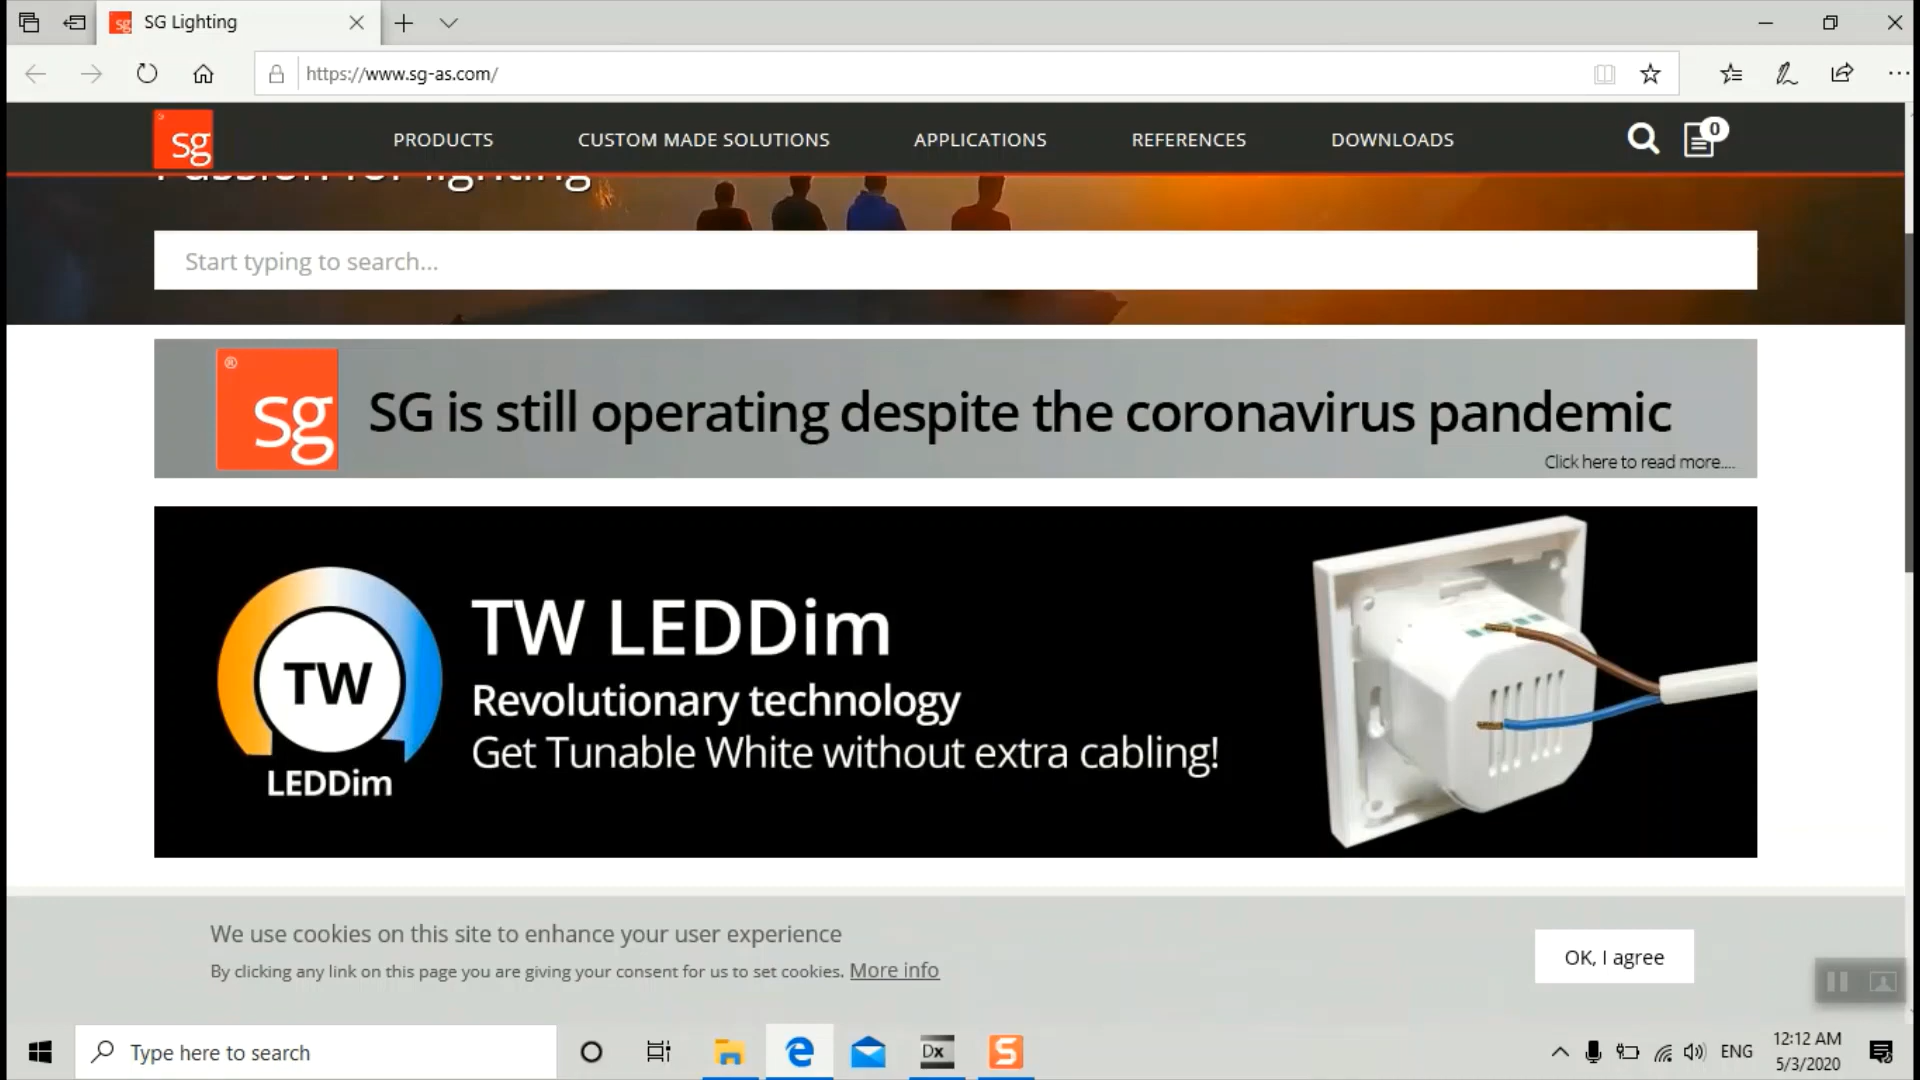 sg SG Lighting
https://www.sg-as.com/
sg PRODUCTS CUSTOM MADE SOLUTIONS APPLICATIONS REFERENCES DOWNLOADS 0
Passion for lighting
Start typing to search...
® sg SG is still operating despite the coronavirus pandemic
Click here to read more....
TW
LEDDim
TW LEDDim
Revolutionary technology
Get Tunable White without extra cabling!
We use cookies on this site to enhance your user experience
By clicking any link on this page you are giving your consent for us to set cookies. More info
OK, I agree
Type here to search
Dx
S
ENG
12:12 AM
5/3/2020